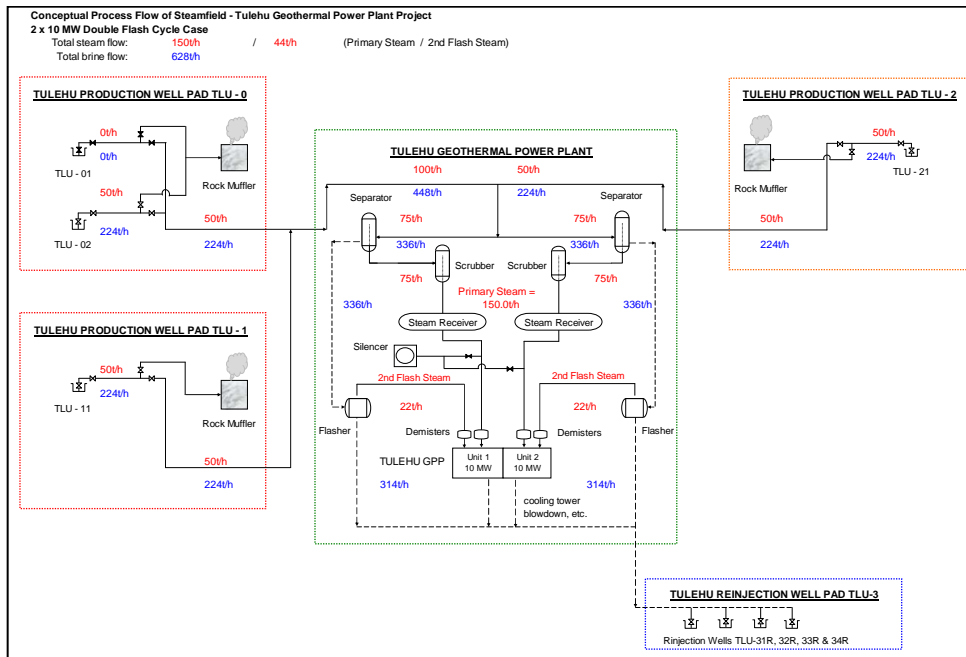 Conceptual Process Flow of Steamfield - Tulehu Geothermal Power Plant Project
2 x 10 MW Double Flash Cycle Case
Total steam flow: 150t/h / 44t/h (Primary Steam / 2nd Flash Steam)
Total brine flow: 628t/h
TULEHU PRODUCTION WELL PAD TLU - 0
0t/h
0t/h
TLU - 01
Rock Muffler
50t/h
224t/h
TLU - 02
50t/h
224t/h
TULEHU PRODUCTION WELL PAD TLU - 1
50t/h
224t/h
TLU - 11
Rock Muffler
50t/h
224t/h
TULEHU GEOTHERMAL POWER PLANT
100t/h 50t/h
448t/h 224t/h
Separator Separator
75t/h 75t/h
336t/h 336t/h
Scrubber Scrubber
75t/h 75t/h
Primary Steam =
150.0t/h
336t/h 336t/h
Steam Receiver Steam Receiver
Silencer
2nd Flash Steam 2nd Flash Steam
22t/h 22t/h
Flasher Demisters Demisters Flasher
TULEHU GPP
Unit 1
10 MW
Unit 2
10 MW
314t/h 314t/h
cooling tower
blowdown, etc.
TULEHU PRODUCTION WELL PAD TLU - 2
50t/h
224t/h
TLU - 21
Rock Muffler
50t/h
224t/h
TULEHU REINJECTION WELL PAD TLU-3
Rinjection Wells TLU-31R, 32R, 33R & 34R